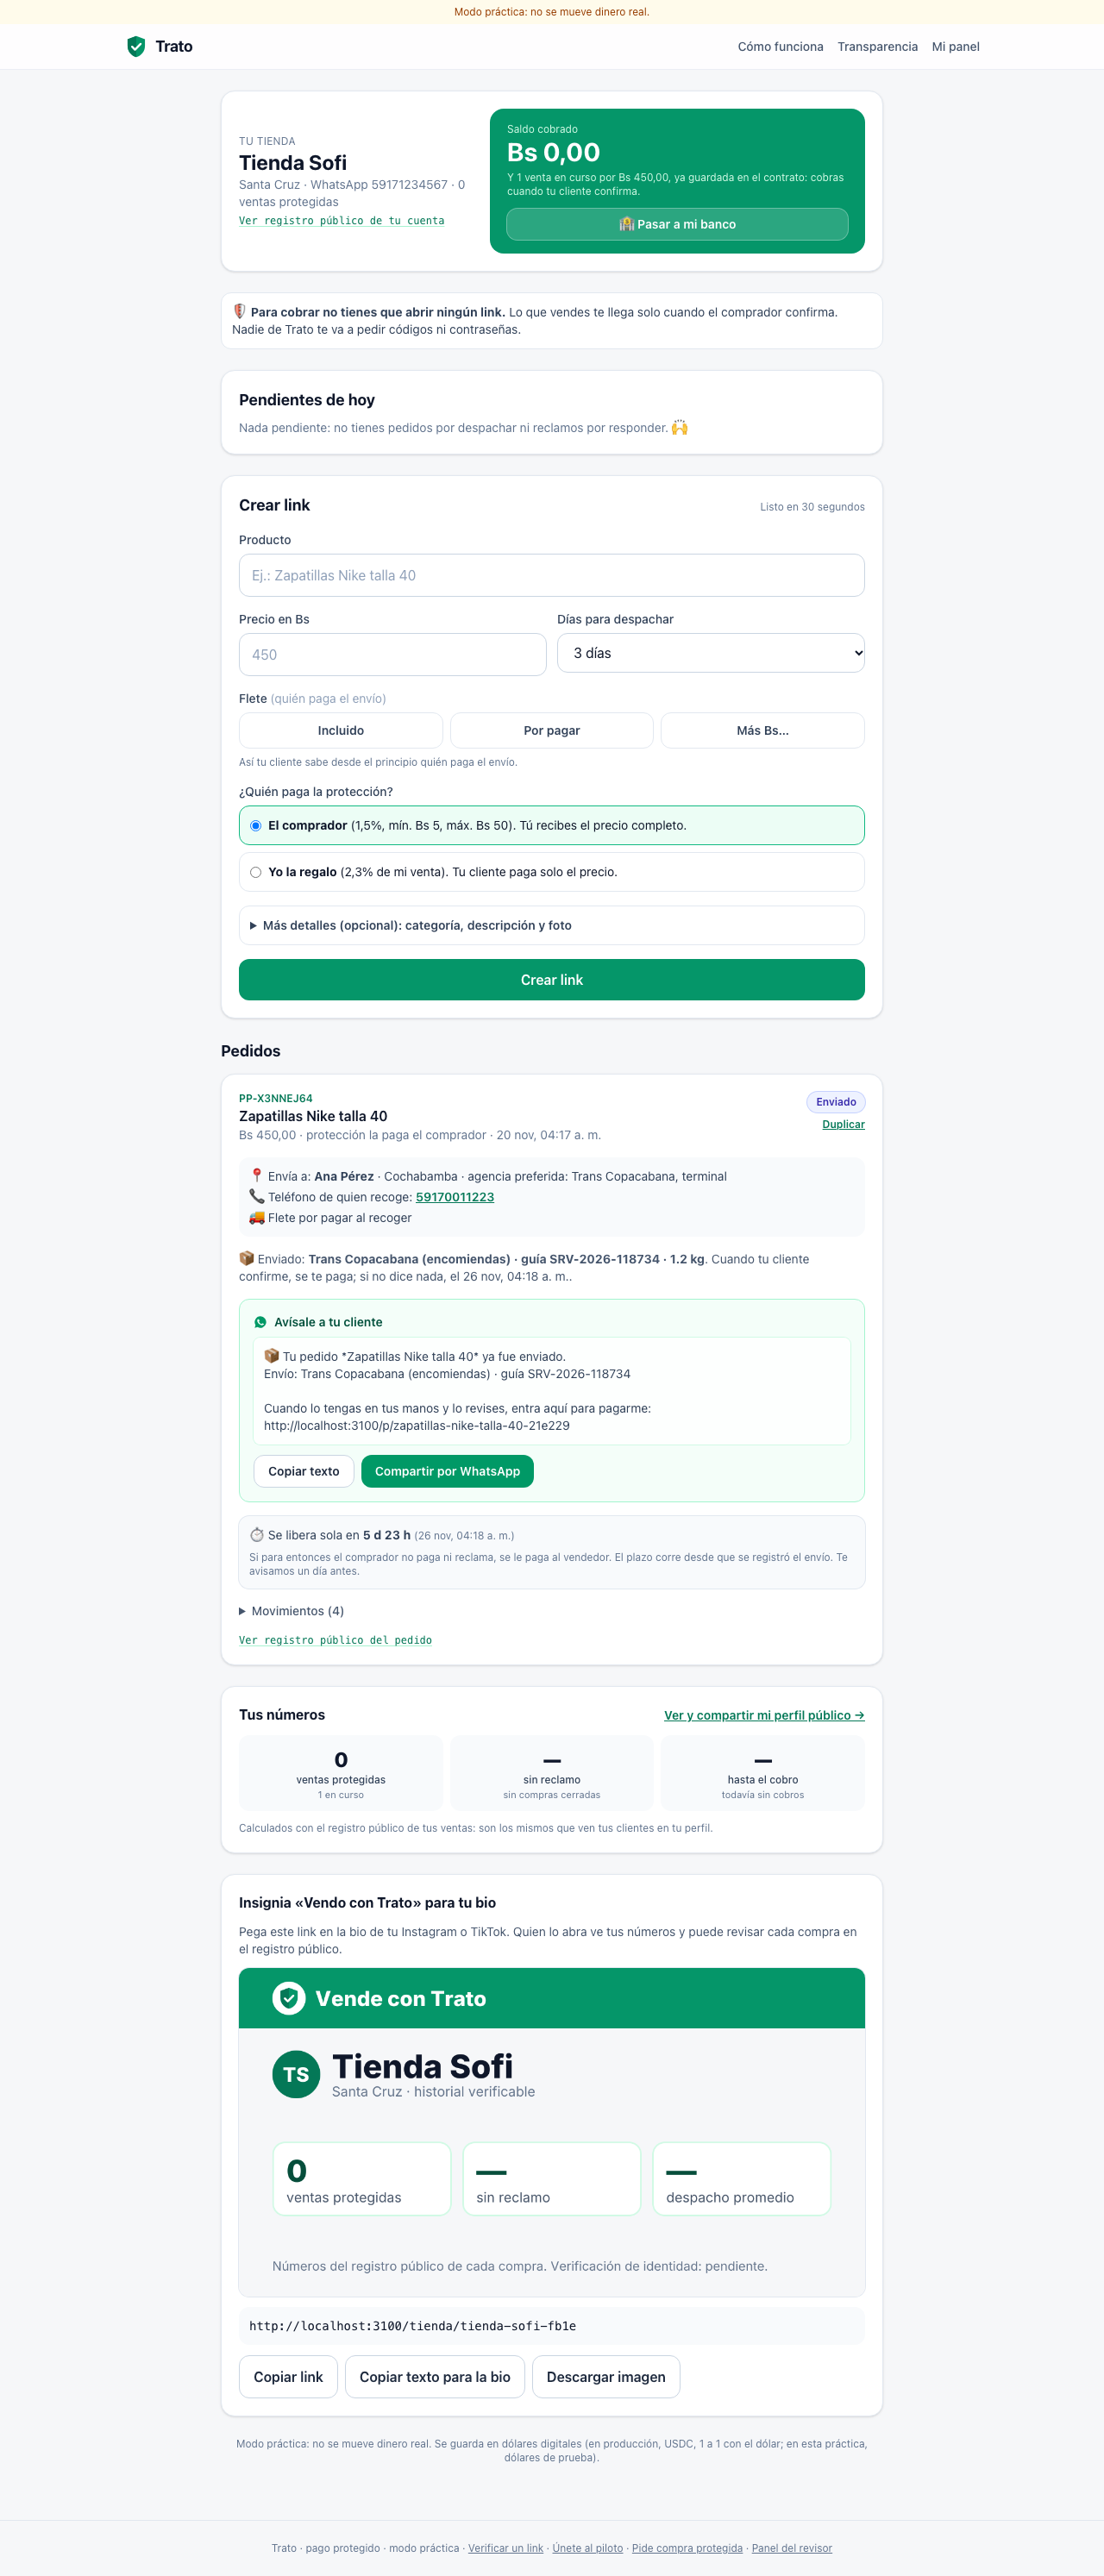 Modo práctica: no se mueve dinero real.
Trato
Cómo funciona Transparencia Mi panel
TU TIENDA
Tienda Sofi
Santa Cruz · WhatsApp 59171234567 · 0
ventas protegidas
Ver registro público de tu cuenta
Saldo cobrado
Bs 0,00
Y 1 venta en curso por Bs 450,00, ya guardada en el contrato: cobras
cuando tu cliente confirma.
🏦 Pasar a mi banco
🛡️ Para cobrar no tienes que abrir ningún link. Lo que vendes te llega solo cuando el comprador confirma.
Nadie de Trato te va a pedir códigos ni contraseñas.
Pendientes de hoy
Nada pendiente: no tienes pedidos por despachar ni reclamos por responder. 🙌
Crear link
Listo en 30 segundos
Producto
Ej.: Zapatillas Nike talla 40
Precio en Bs
Días para despachar
450
3 días
Flete (quién paga el envío)
Incluido
Por pagar
Más Bs...
Así tu cliente sabe desde el principio quién paga el envío.
¿Quién paga la protección?
El comprador (1,5%, mín. Bs 5, máx. Bs 50). Tú recibes el precio completo.
Yo la regalo (2,3% de mi venta). Tu cliente paga solo el precio.
Más detalles (opcional): categoría, descripción y foto
Crear link
Pedidos
PP-X3NNEJ64
Enviado
Zapatillas Nike talla 40
Duplicar
Bs 450,00 · protección la paga el comprador · 20 nov, 04:17 a. m.
📍 Envía a: Ana Pérez · Cochabamba · agencia preferida: Trans Copacabana, terminal
📞 Teléfono de quien recoge: 59170011223
🚚 Flete por pagar al recoger
📦 Enviado: Trans Copacabana (encomiendas) · guía SRV-2026-118734 · 1.2 kg. Cuando tu cliente
confirme, se te paga; si no dice nada, el 26 nov, 04:18 a. m..
Avísale a tu cliente
📦 Tu pedido *Zapatillas Nike talla 40* ya fue enviado.
Envío: Trans Copacabana (encomiendas) · guía SRV-2026-118734
Cuando lo tengas en tus manos y lo revises, entra aquí para pagarme:
http://localhost:3100/p/zapatillas-nike-talla-40-21e229
Copiar texto
Compartir por WhatsApp
⏱️ Se libera sola en 5 d 23 h (26 nov, 04:18 a. m.)
Si para entonces el comprador no paga ni reclama, se le paga al vendedor. El plazo corre desde que se registró el envío. Te
avisamos un día antes.
Movimientos (4)
Ver registro público del pedido
Tus números
Ver y compartir mi perfil público →
0
ventas protegidas
1 en curso
—
sin reclamo
sin compras cerradas
—
hasta el cobro
todavía sin cobros
Calculados con el registro público de tus ventas: son los mismos que ven tus clientes en tu perfil.
Insignia «Vendo con Trato» para tu bio
Pega este link en la bio de tu Instagram o TikTok. Quien lo abra ve tus números y puede revisar cada compra en
el registro público.
Vende con Trato
TS
Tienda Sofi
Santa Cruz · historial verificable
0
ventas protegidas
—
sin reclamo
—
despacho promedio
Números del registro público de cada compra. Verificación de identidad: pendiente.
http://localhost:3100/tienda/tienda-sofi-fb1e
Copiar link
Copiar texto para la bio
Descargar imagen
Modo práctica: no se mueve dinero real. Se guarda en dólares digitales (en producción, USDC, 1 a 1 con el dólar; en esta práctica,
dólares de prueba).
Trato · pago protegido · modo práctica · Verificar un link · Únete al piloto · Pide compra protegida · Panel del revisor